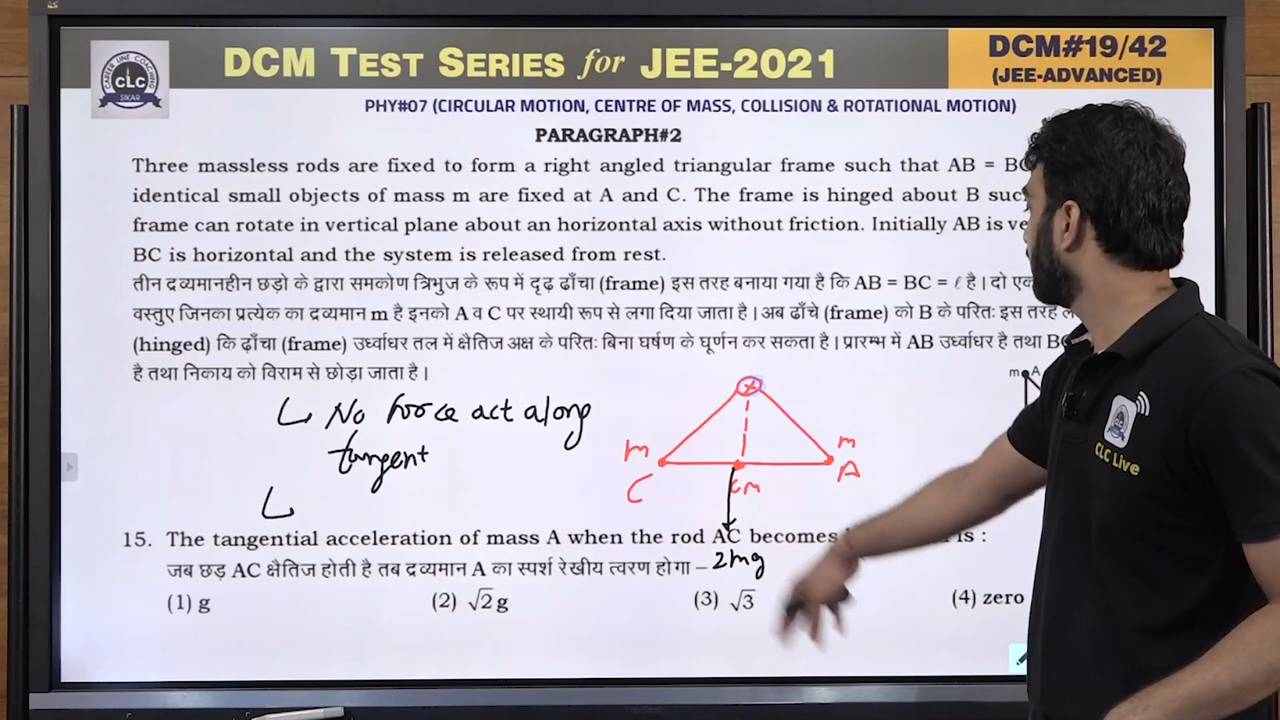 DCM TEST SERIES for JEE-2021
DCM#19/42
(JEE-ADVANCED)
CAREER LINE COACHING
CLC
SIKAR
PHY#07 (CIRCULAR MOTION, CENTRE OF MASS, COLLISION & ROTATIONAL MOTION)
PARAGRAPH#2
Three massless rods are fixed to form a right angled triangular frame such that AB =
identical small objects of mass m are fixed at A and C. The frame is hinged about B
frame can rotate in vertical plane about an horizontal axis without friction. Initially AB is
BC is horizontal and the system is released from rest.
तीन द्रव्यमानहीन छड़ो के द्वारा समकोण त्रिभुज के रूप में दृढ़ ढाँचा (frame) इस तरह बनाया गया है कि AB = BC = ℓ है। दो
वस्तुए जिनका प्रत्येक का द्रव्यमान m है इनको A व C पर स्थायी रूप से लगा दिया जाता है। अब ढाँचे (frame) को B के परितः इस तरह
(hinged) कि ढाँचा (frame) उर्ध्वाधर तल में क्षैतिज अक्ष के परितः बिना घर्षण के घूर्णन कर सकता है। प्रारम्भ में AB उर्ध्वाधर है तथा
है तथा निकाय को विराम से छोड़ा जाता है।
m A
No force act along
tangent
m
C
CM
m
A
15. The tangential acceleration of mass A when the rod AC becomes is :
जब छड़ AC क्षैतिज होती है तब द्रव्यमान A का स्पर्श रेखीय त्वरण होगा –
2mg
(1) g (2) √2g (3) √3 (4) zero
CLC Live